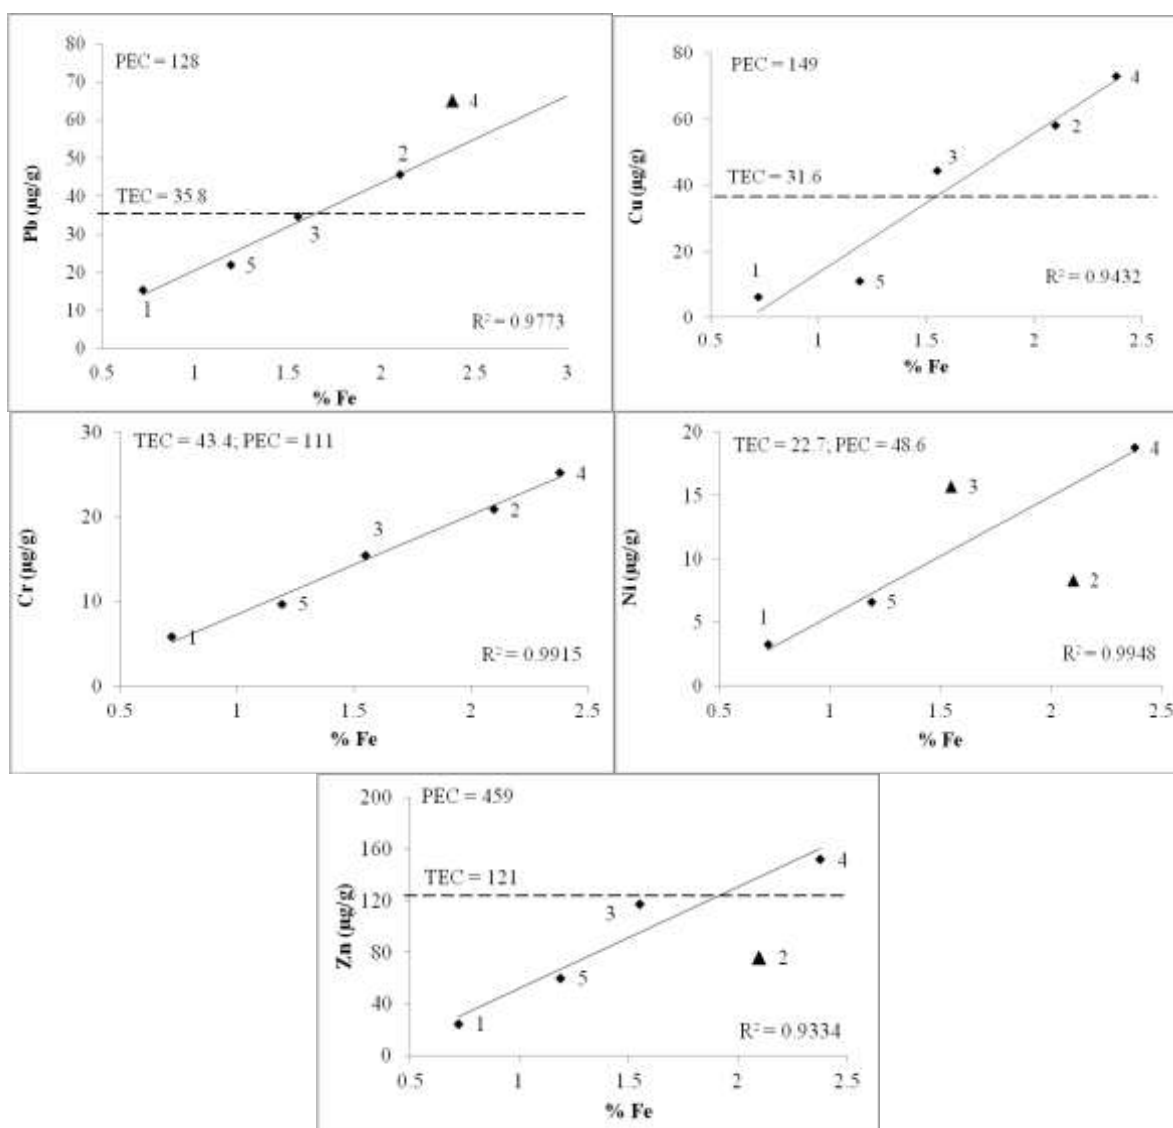 80
70
60
50
40
30
20
10
0
Pb (µg/g)
PEC = 128
TEC = 35.8
1
5
3
2
4
R² = 0.9773
0.5 1 1.5 2 2.5 3
% Fe
80
60
40
20
0
Cu (µg/g)
PEC = 149
TEC = 31.6
1
5
3
2
4
R² = 0.9432
0.5 1 1.5 2 2.5
% Fe
30
20
10
0
Cr (µg/g)
TEC = 43.4; PEC = 111
1
5
3
2
4
R² = 0.9915
0.5 1 1.5 2 2.5
% Fe
20
15
10
5
0
Ni (µg/g)
TEC = 22.7; PEC = 48.6
1
5
3
2
4
R² = 0.9948
0.5 1 1.5 2 2.5
% Fe
200
160
120
80
40
0
Zn (µg/g)
PEC = 459
TEC = 121
1
5
3
2
4
R² = 0.9334
0.5 1 1.5 2 2.5
% Fe